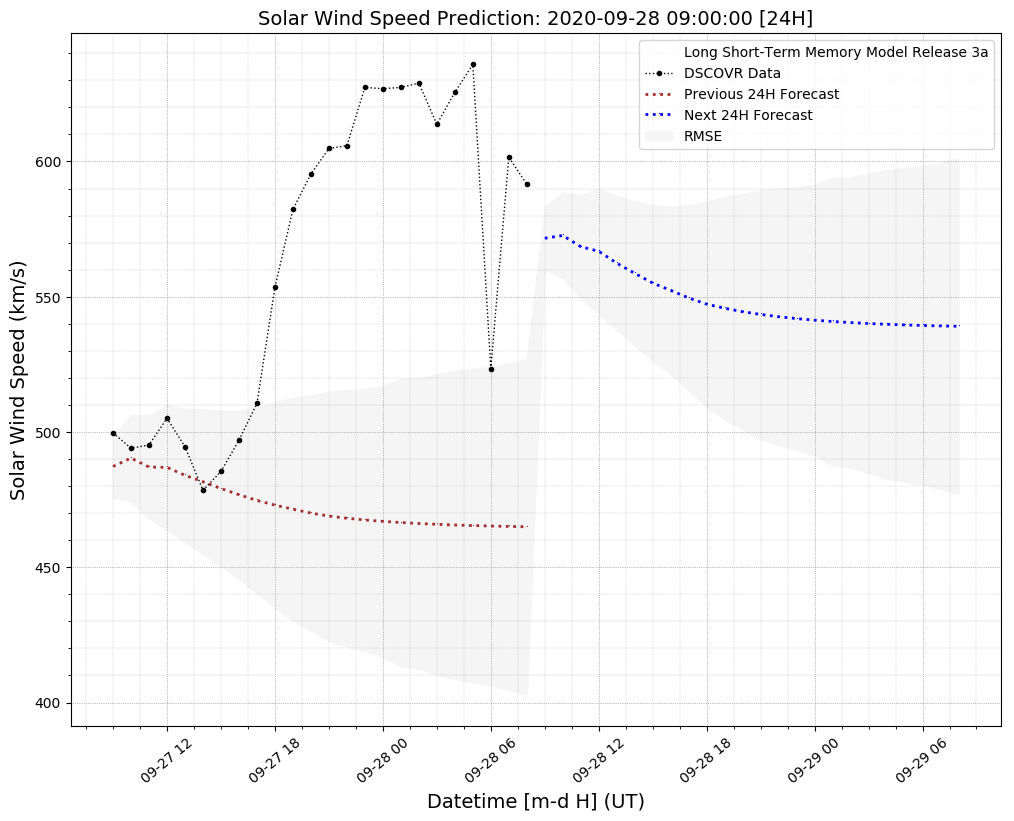 Solar Wind Speed Prediction: 2020-09-28 09:00:00 [24H]
Long Short-Term Memory Model Release 3a
DSCOVR Data
Previous 24H Forecast
Next 24H Forecast
RMSE
Solar Wind Speed (km/s)
600
550
500
450
400
09-27 12
09-27 18
09-28 00
09-28 06
09-28 12
09-28 18
09-29 00
09-29 06
Datetime [m-d H] (UT)